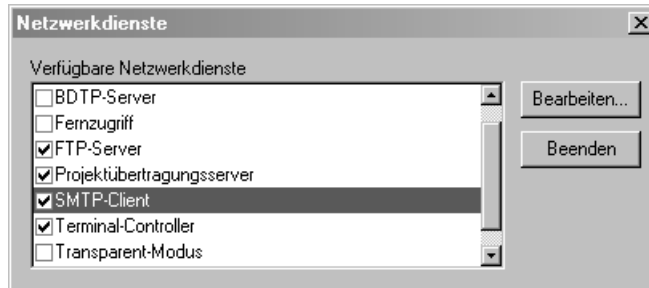 Netzwerkdienste
Verfügbare Netzwerkdienste
BDTP-Server
Fernzugriff
FTP-Server
Projektübertragungsserver
SMTP-Client
Terminal-Controller
Transparent-Modus
Bearbeiten...
Beenden